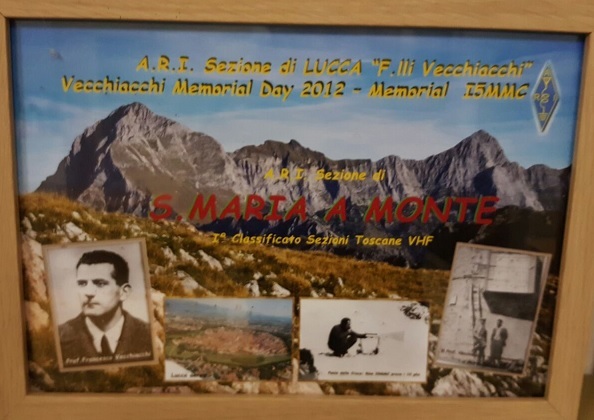 A.R.I. Sezione di LUCCA "F.lli Vecchiacchi"
Vecchiacchi Memorial Day 2012 - Memorial I5MMC
A.R.I. Sezione di
S.MARIA A MONTE
1° Classificato Sezioni Toscane VHF
Prof Francesco Vecchiacchi
Lucca